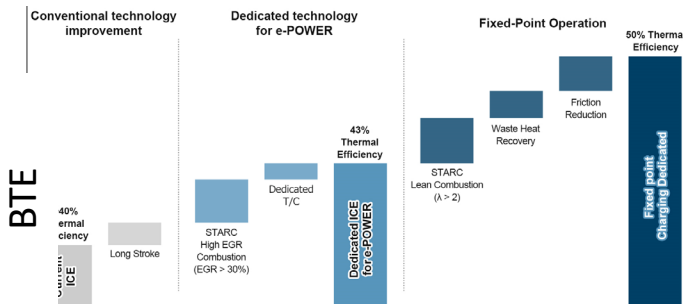 Conventional technology
improvement
Dedicated technology
for e-POWER
Fixed-Point Operation
50% Therma
Efficiency
BTE
40%
ermal
ciency
Current
ICE
Long Stroke
STARC
High EGR
Combustion
(EGR > 30%)
Dedicated
T/C
43%
Thermal
Efficiency
Dedicated ICE
for e-POWER
STARC
Lean Combustion
(λ > 2)
Waste Heat
Recovery
Friction
Reduction
Fixed point
Charging Dedicated